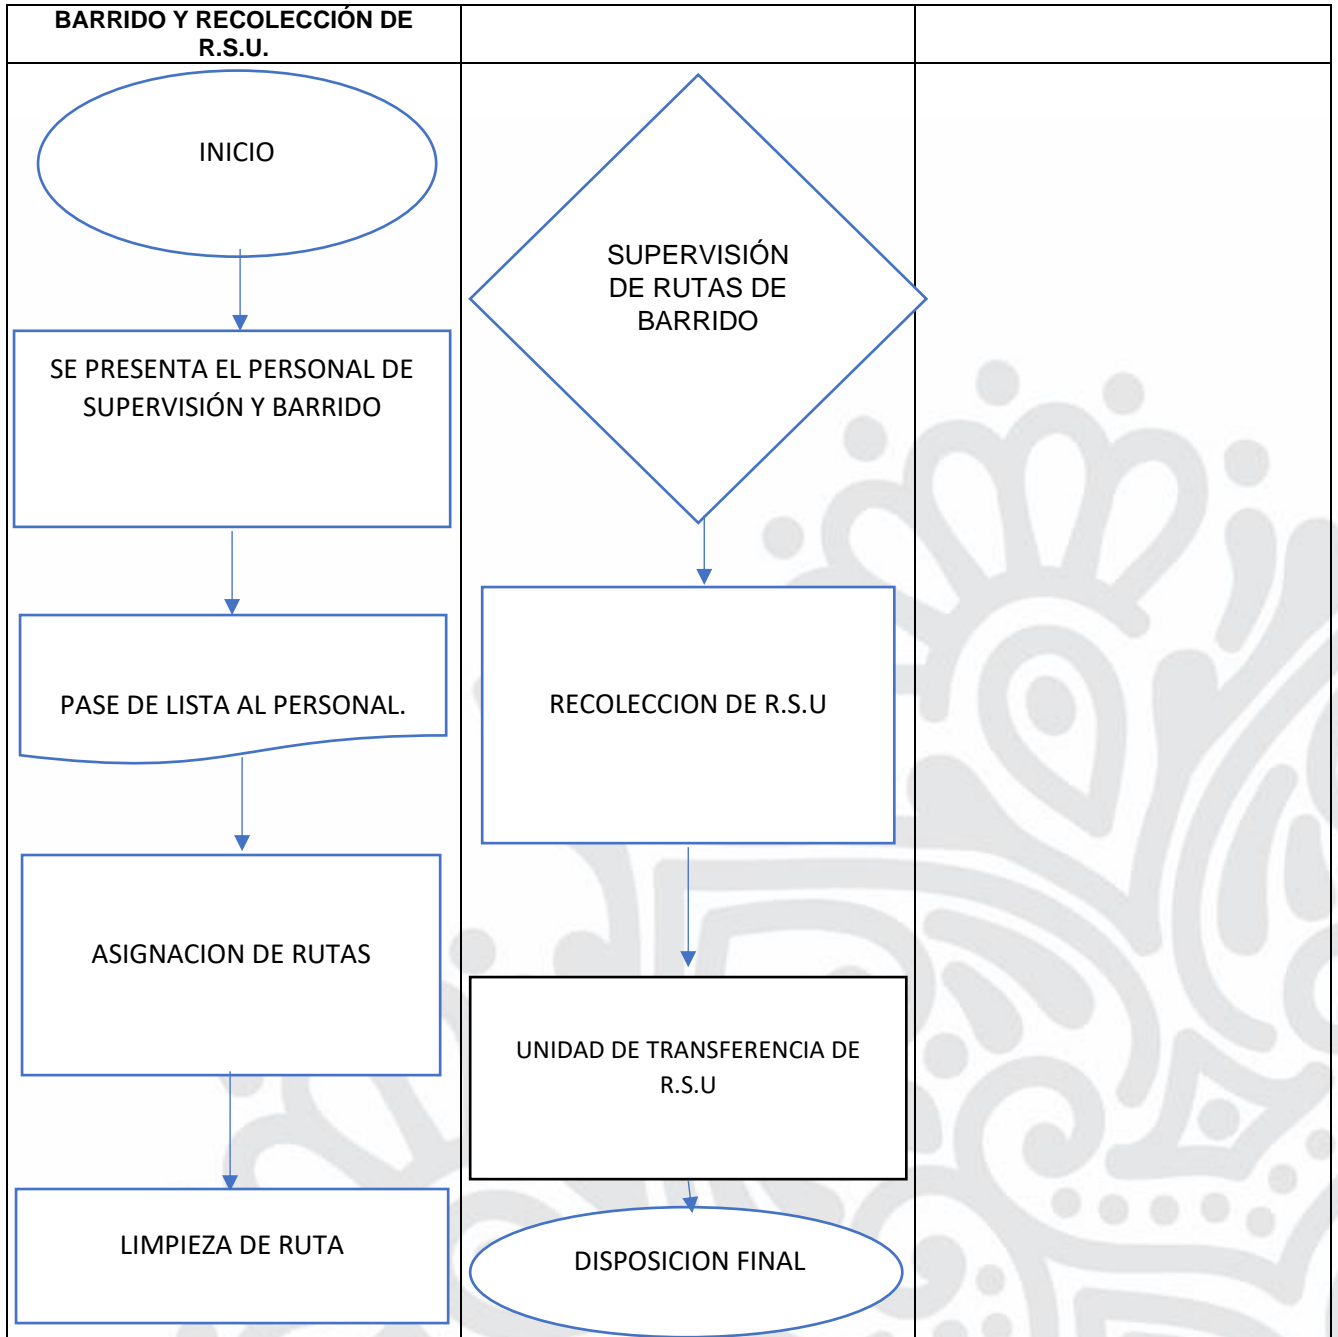 BARRIDO Y RECOLECCIÓN DE
R.S.U.
INICIO
SE PRESENTA EL PERSONAL DE
SUPERVISIÓN Y BARRIDO
PASE DE LISTA AL PERSONAL.
ASIGNACION DE RUTAS
LIMPIEZA DE RUTA
SUPERVISIÓN
DE RUTAS DE
BARRIDO
RECOLECCION DE R.S.U
UNIDAD DE TRANSFERENCIA DE
R.S.U
DISPOSICION FINAL